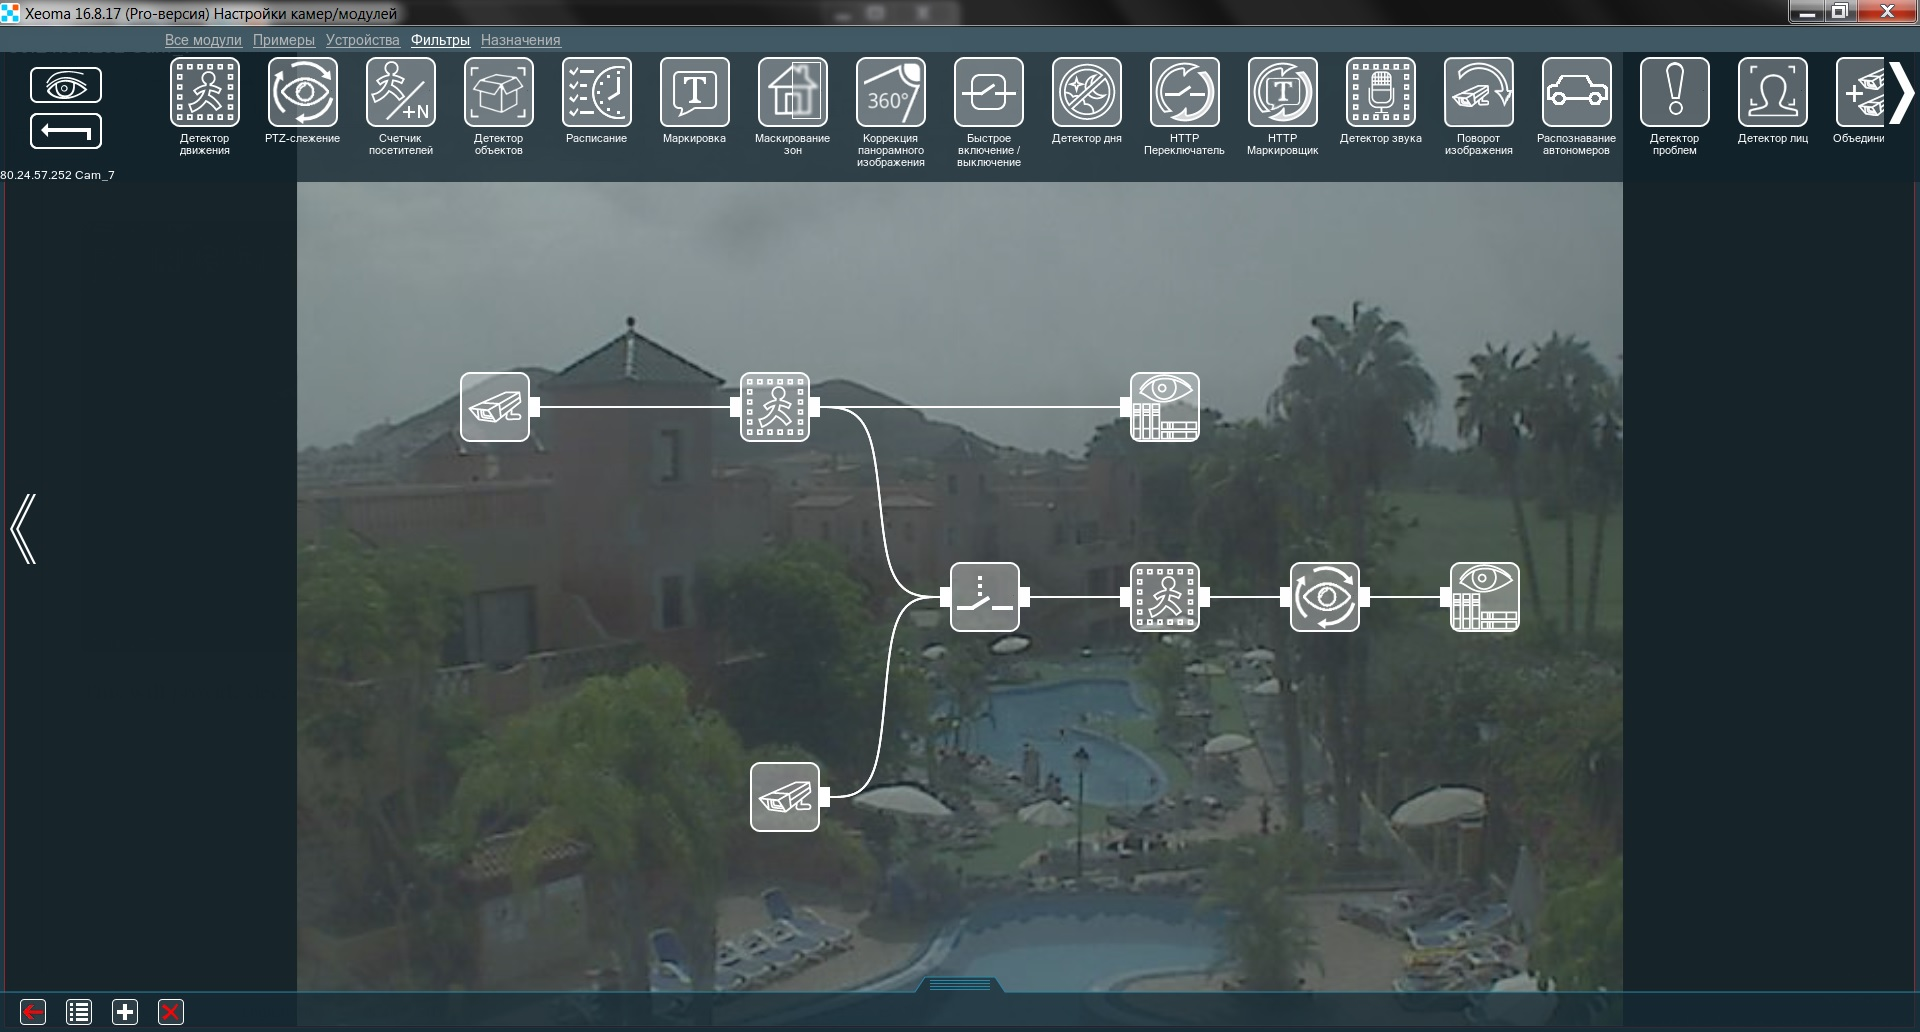 Xeoma 16.8.17 (Pro-версия) Настройки камер/модулей
Все модули Примеры Устройства Фильтры Назначения
360°
+N
T
T
Детектор движения
PTZ-слежение
Счетчик посетителей
Детектор объектов
Расписание
Маркировка
Маскирование зон
Коррекция панорамного изображения
Быстрое включение / выключение
Детектор дня
HTTP Переключатель
HTTP Маркировщик
Детектор звука
Поворот изображения
Распознавание автономеров
Детектор проблем
Детектор лиц
Объедини
80.24.57.252 Cam_7